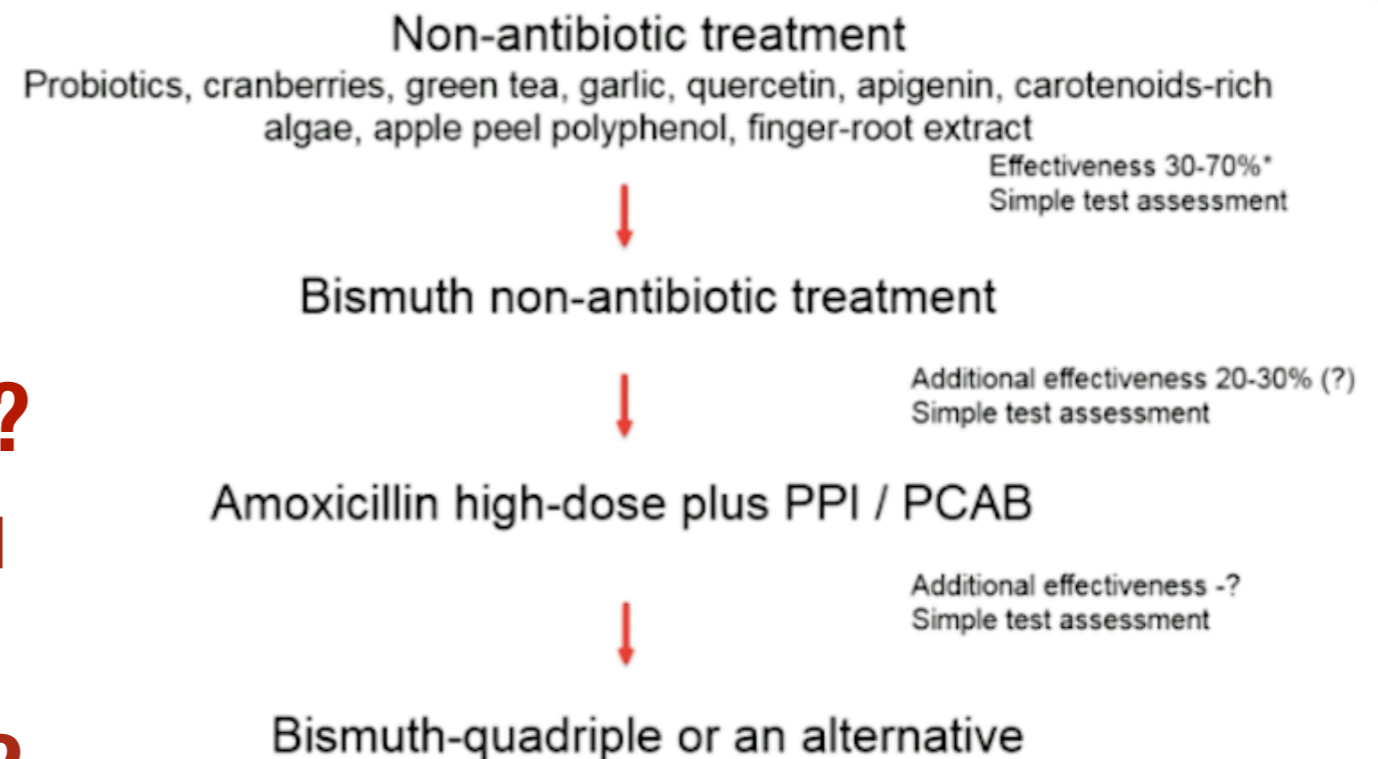 Non-antibiotic treatment
Probiotics, cranberries, green tea, garlic, quercetin, apigenin, carotenoids-rich
algae, apple peel polyphenol, finger-root extract
Effectiveness 30-70%*
Simple test assessment
Bismuth non-antibiotic treatment
Additional effectiveness 20-30% (?)
Simple test assessment
?
Amoxicillin high-dose plus PPI / PCAB
Additional effectiveness -?
Simple test assessment
Bismuth-quadriple or an alternative